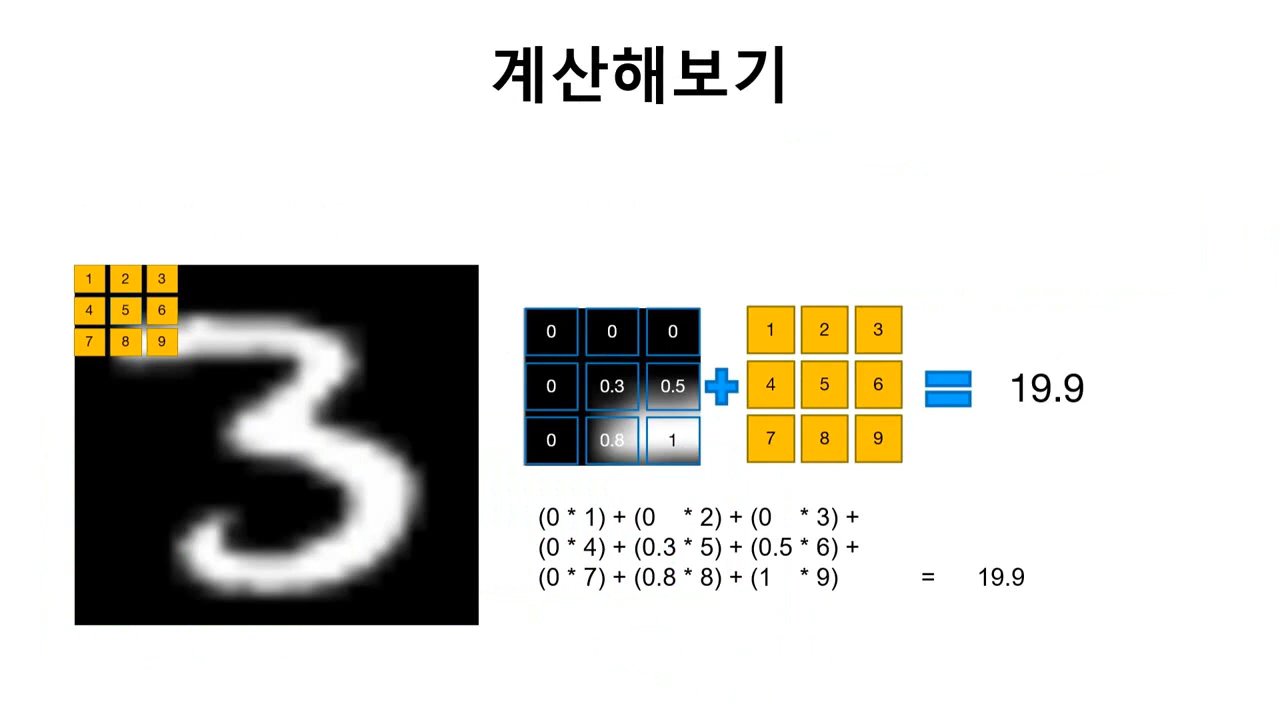 계산해보기
1 2 3
4 5 6
7 8 9
0 0 0
0 0.3 0.5
0 0.8 1
1 2 3
4 5 6
7 8 9
19.9
(0 * 1) + (0 * 2) + (0 * 3) +
(0 * 4) + (0.3 * 5) + (0.5 * 6) +
(0 * 7) + (0.8 * 8) + (1 * 9) = 19.9